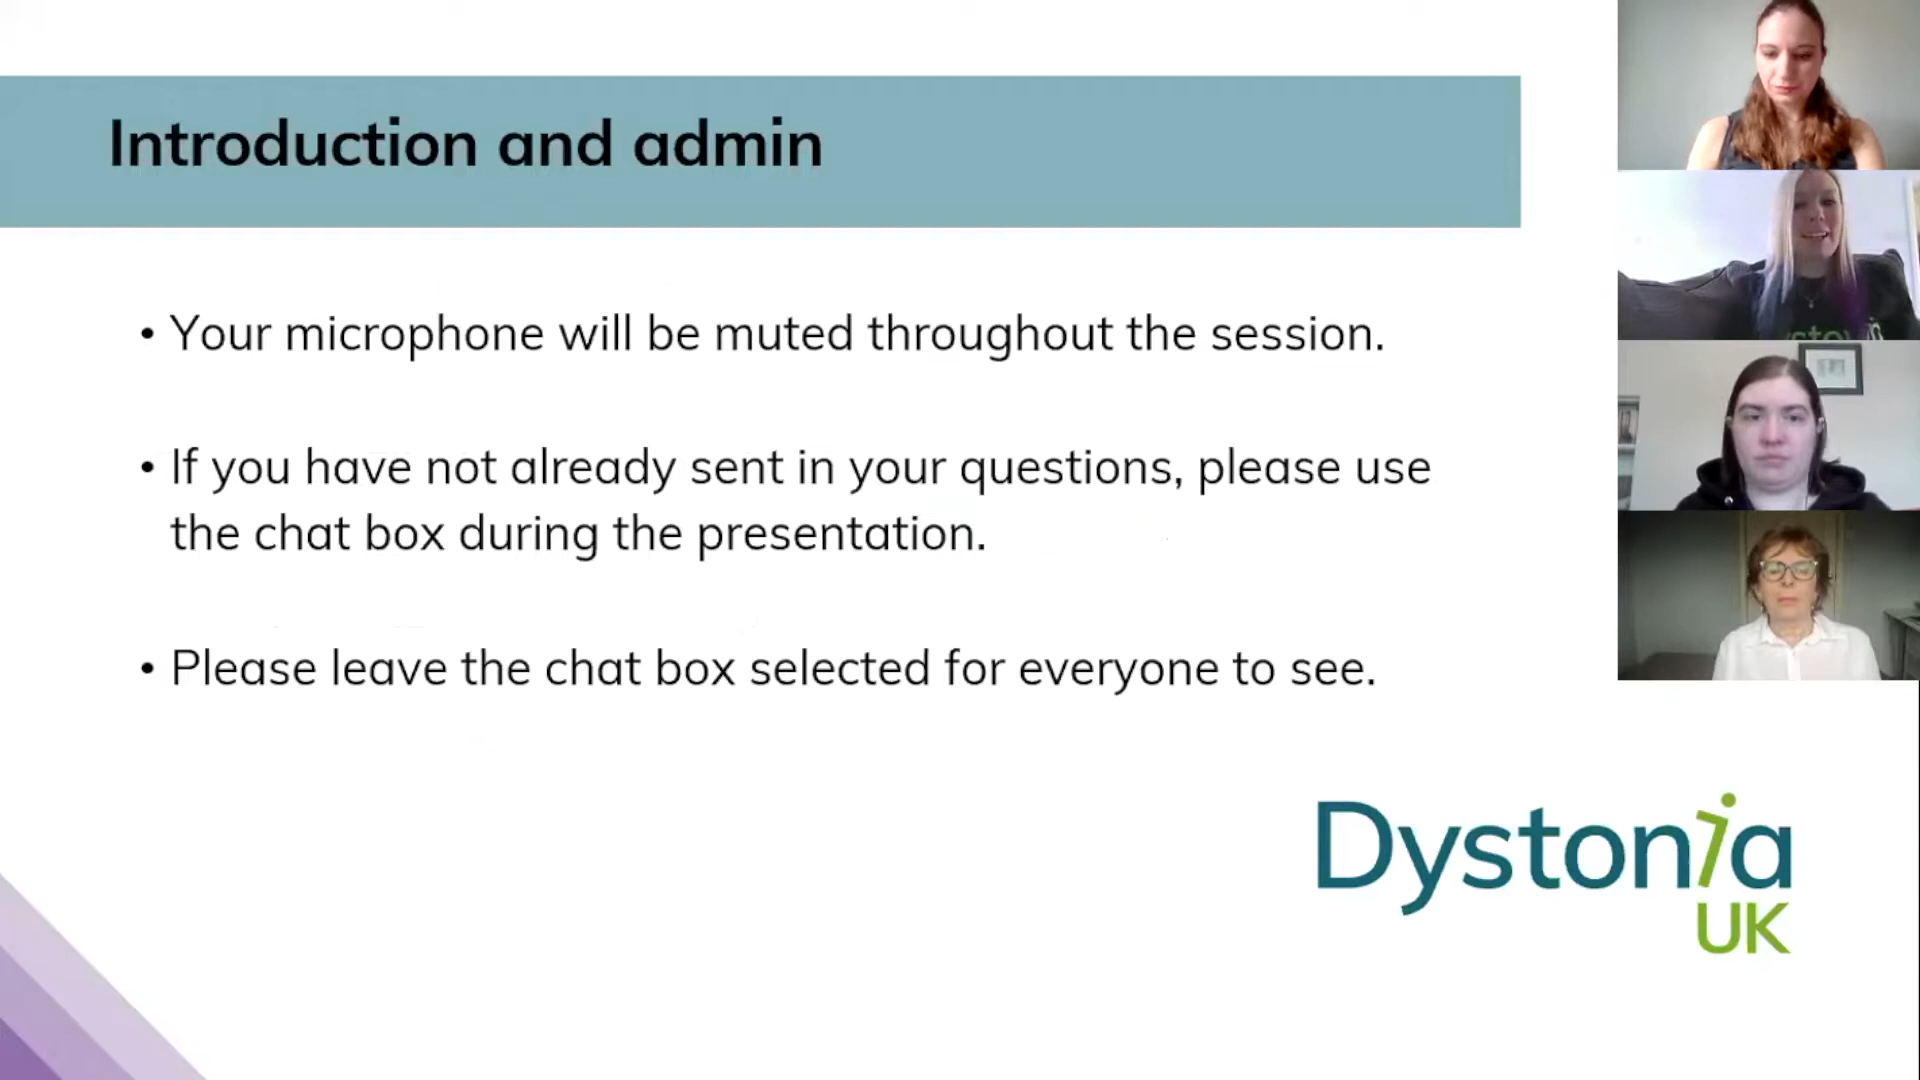 Introduction and admin
• Your microphone will be muted throughout the session.
• If you have not already sent in your questions, please use
the chat box during the presentation.
• Please leave the chat box selected for everyone to see.
Dystonia
UK